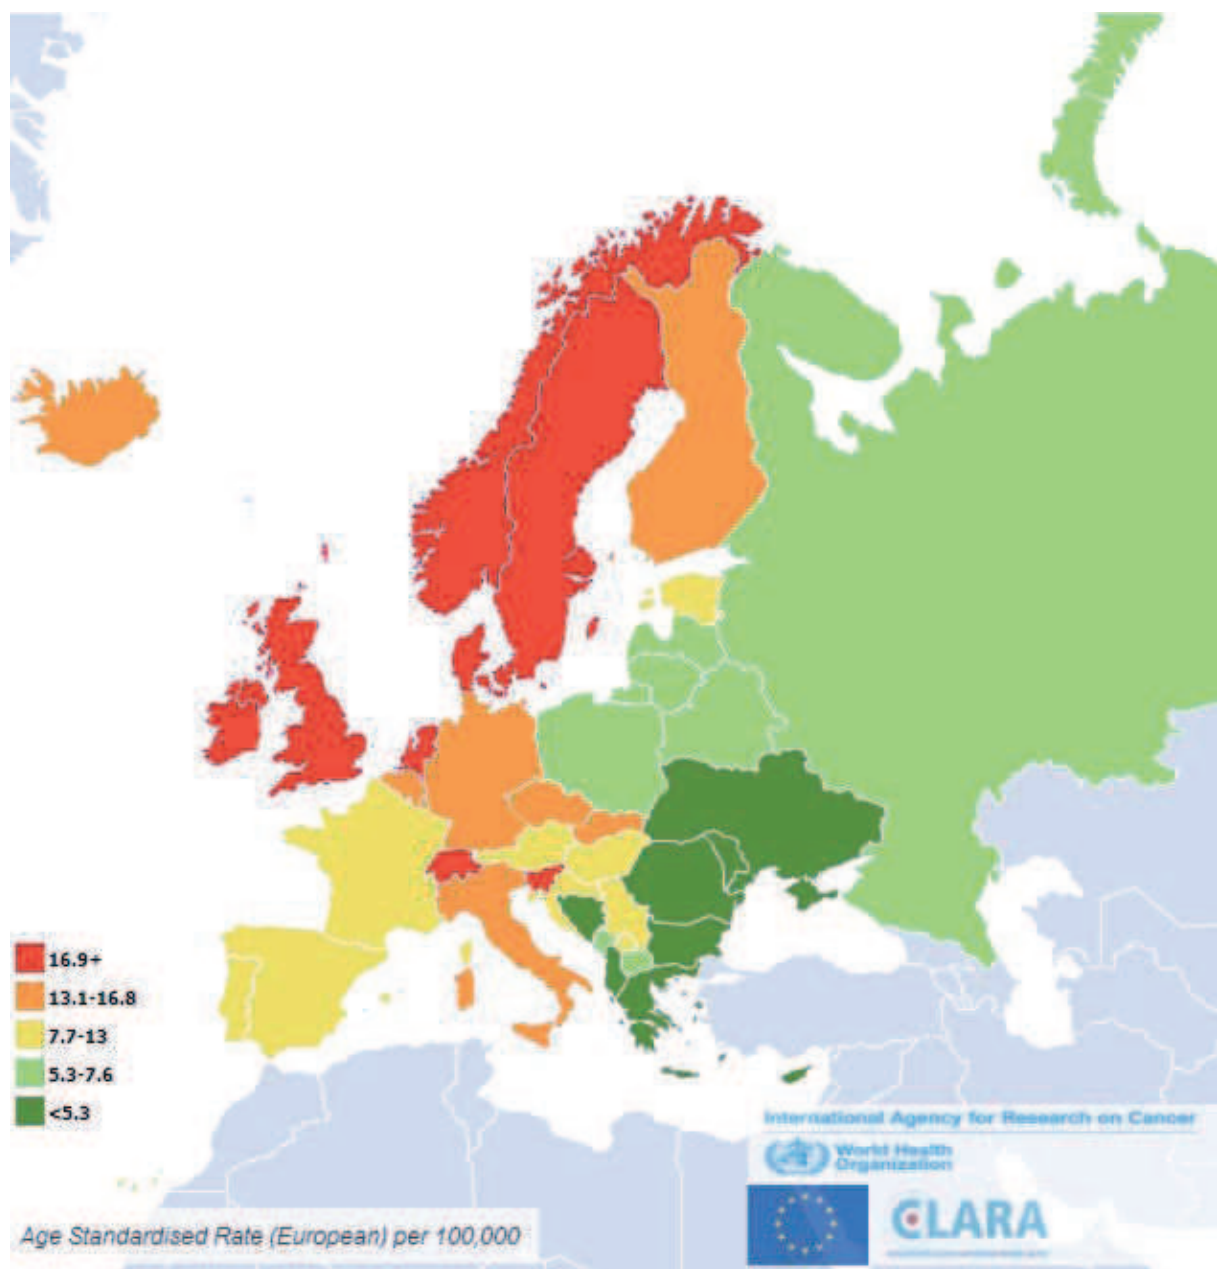 16.9+
13.1-16.8
7.7-13
5.3-7.6
<5.3
International Agency for Research on Cancer
World Health
Organization
CLARA
Age Standardised Rate (European) per 100,000